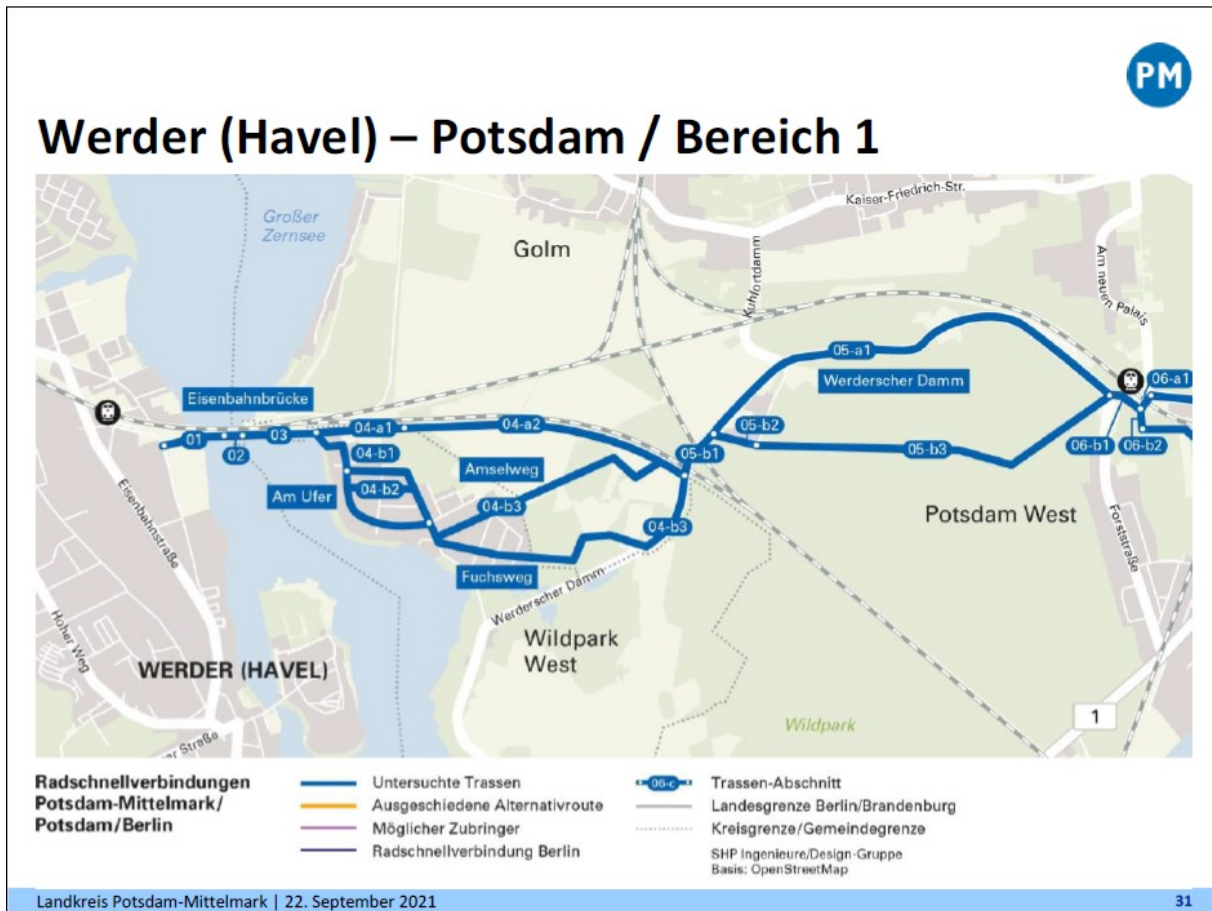 PM
Werder (Havel) – Potsdam / Bereich 1
Großer
Zernsee
Golm
Kaiser-Friedrich-Str.
Kuhfortdamm
Am neuen Palais
Eisenbahnbrücke
01
02
03
04-a1
04-a2
04-b1
04-b2
Am Ufer
Amselweg
04-b3
04-b3
Fuchsweg
05-a1
Werderscher Damm
05-b2
05-b1
05-b3
06-a1
06-b1
06-b2
Potsdam West
Forststraße
Eisenbahnstraße
Hoher Weg
WERDER (HAVEL)
Werderscher Damm
Wildpark
West
Wildpark
1
er Straße
Radschnellverbindungen
Potsdam-Mittelmark/
Potsdam/Berlin
Untersuchte Trassen
Ausgeschiedene Alternativroute
Möglicher Zubringer
Radschnellverbindung Berlin
06-c
Trassen-Abschnitt
Landesgrenze Berlin/Brandenburg
Kreisgrenze/Gemeindegrenze
SHP Ingenieure/Design-Gruppe
Basis: OpenStreetMap
Landkreis Potsdam-Mittelmark | 22. September 2021
31